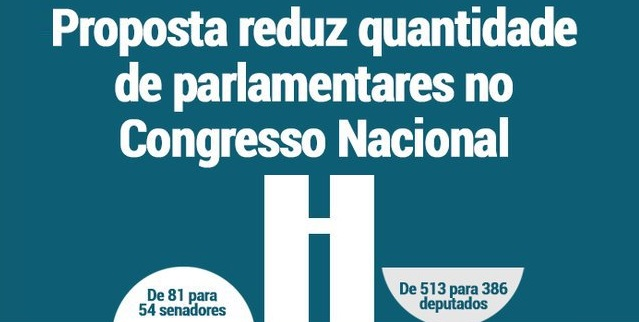 Proposta reduz quantidade
de parlamentares no
Congresso Nacional
De 81 para
54 senadores
De 513 para 386
deputados